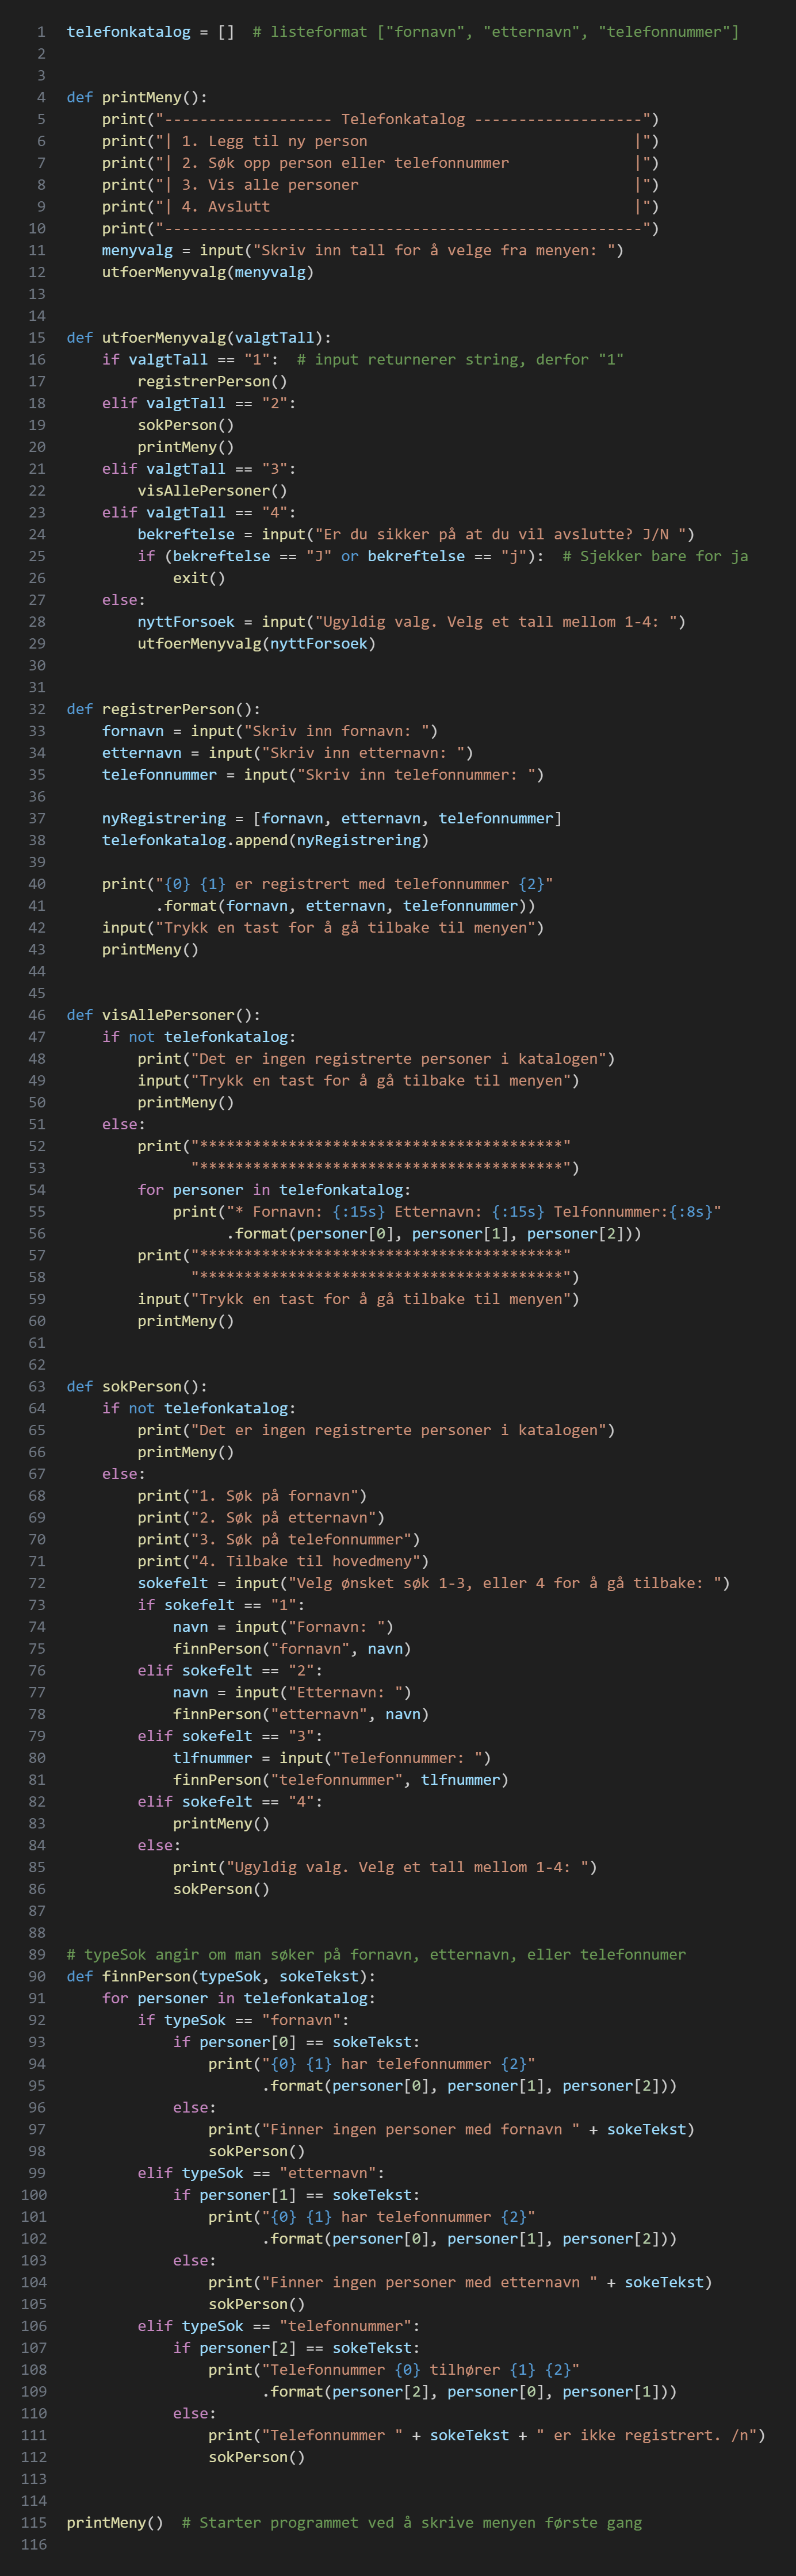 1 telefonkatalog = []  # listeformat ["fornavn", "etternavn", "telefonnummer"]
2
3
4 def printMeny():
5     print("------------------- Telefonkatalog -------------------")
6     print("| 1. Legg til ny person                              |")
7     print("| 2. Søk opp person eller telefonnummer              |")
8     print("| 3. Vis alle personer                               |")
9     print("| 4. Avslutt                                         |")
10     print("------------------------------------------------------")
11     menyvalg = input("Skriv inn tall for å velge fra menyen: ")
12     utfoerMenyvalg(menyvalg)
13
14
15 def utfoerMenyvalg(valgtTall):
16     if valgtTall == "1":  # input returnerer string, derfor "1"
17         registrerPerson()
18     elif valgtTall == "2":
19         sokPerson()
20         printMeny()
21     elif valgtTall == "3":
22         visAllePersoner()
23     elif valgtTall == "4":
24         bekreftelse = input("Er du sikker på at du vil avslutte? J/N ")
25         if (bekreftelse == "J" or bekreftelse == "j"):  # Sjekker bare for ja
26             exit()
27     else:
28         nyttForsoek = input("Ugyldig valg. Velg et tall mellom 1-4: ")
29         utfoerMenyvalg(nyttForsoek)
30
31
32 def registrerPerson():
33     fornavn = input("Skriv inn fornavn: ")
34     etternavn = input("Skriv inn etternavn: ")
35     telefonnummer = input("Skriv inn telefonnummer: ")
36
37     nyRegistrering = [fornavn, etternavn, telefonnummer]
38     telefonkatalog.append(nyRegistrering)
39
40     print("{0} {1} er registrert med telefonnummer {2}"
41           .format(fornavn, etternavn, telefonnummer))
42     input("Trykk en tast for å gå tilbake til menyen")
43     printMeny()
44
45
46 def visAllePersoner():
47     if not telefonkatalog:
48         print("Det er ingen registrerte personer i katalogen")
49         input("Trykk en tast for å gå tilbake til menyen")
50         printMeny()
51     else:
52         print("*****************************************"
53               "*****************************************")
54         for personer in telefonkatalog:
55             print("* Fornavn: {:15s} Etternavn: {:15s} Telfonnummer:{:8s}"
56                   .format(personer[0], personer[1], personer[2]))
57         print("*****************************************"
58               "*****************************************")
59         input("Trykk en tast for å gå tilbake til menyen")
60         printMeny()
61
62
63 def sokPerson():
64     if not telefonkatalog:
65         print("Det er ingen registrerte personer i katalogen")
66         printMeny()
67     else:
68         print("1. Søk på fornavn")
69         print("2. Søk på etternavn")
70         print("3. Søk på telefonnummer")
71         print("4. Tilbake til hovedmeny")
72         sokefelt = input("Velg ønsket søk 1-3, eller 4 for å gå tilbake: ")
73         if sokefelt == "1":
74             navn = input("Fornavn: ")
75             finnPerson("fornavn", navn)
76         elif sokefelt == "2":
77             navn = input("Etternavn: ")
78             finnPerson("etternavn", navn)
79         elif sokefelt == "3":
80             tlfnummer = input("Telefonnummer: ")
81             finnPerson("telefonnummer", tlfnummer)
82         elif sokefelt == "4":
83             printMeny()
84         else:
85             print("Ugyldig valg. Velg et tall mellom 1-4: ")
86             sokPerson()
87
88
89 # typeSok angir om man søker på fornavn, etternavn, eller telefonnumer
90 def finnPerson(typeSok, sokeTekst):
91     for personer in telefonkatalog:
92         if typeSok == "fornavn":
93             if personer[0] == sokeTekst:
94                 print("{0} {1} har telefonnummer {2}"
95                       .format(personer[0], personer[1], personer[2]))
96             else:
97                 print("Finner ingen personer med fornavn " + sokeTekst)
98                 sokPerson()
99         elif typeSok == "etternavn":
100             if personer[1] == sokeTekst:
101                 print("{0} {1} har telefonnummer {2}"
102                       .format(personer[0], personer[1], personer[2]))
103             else:
104                 print("Finner ingen personer med etternavn " + sokeTekst)
105                 sokPerson()
106         elif typeSok == "telefonnummer":
107             if personer[2] == sokeTekst:
108                 print("Telefonnummer {0} tilhører {1} {2}"
109                       .format(personer[2], personer[0], personer[1]))
110             else:
111                 print("Telefonnummer " + sokeTekst + " er ikke registrert. /n")
112                 sokPerson()
113
114
115 printMeny()  # Starter programmet ved å skrive menyen første gang
116